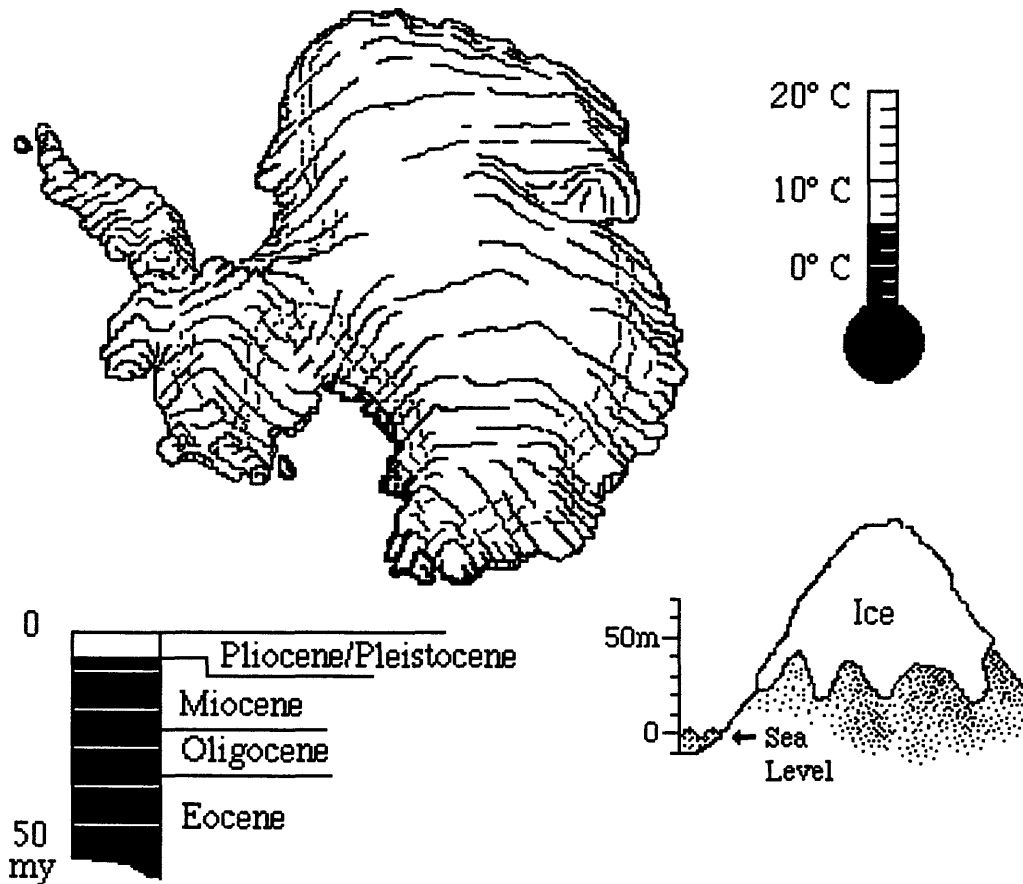 20° C
10° C
0° C
Ice
50m
0
Sea
Level
0
Pliocene/Pleistocene
Miocene
Oligocene
Eocene
50
my